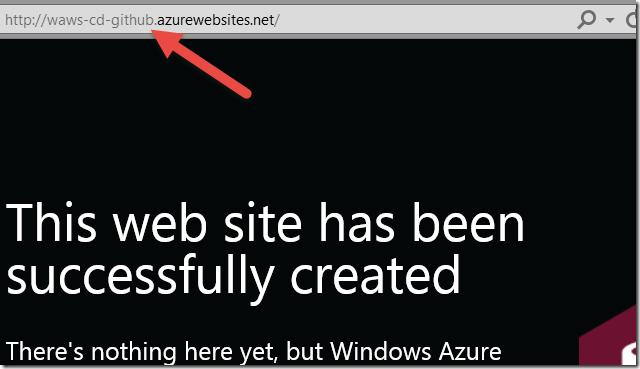 http://waws-cd-github.azurewebsites.net/
This web site has been
successfully created
There's nothing here yet, but Windows Azure